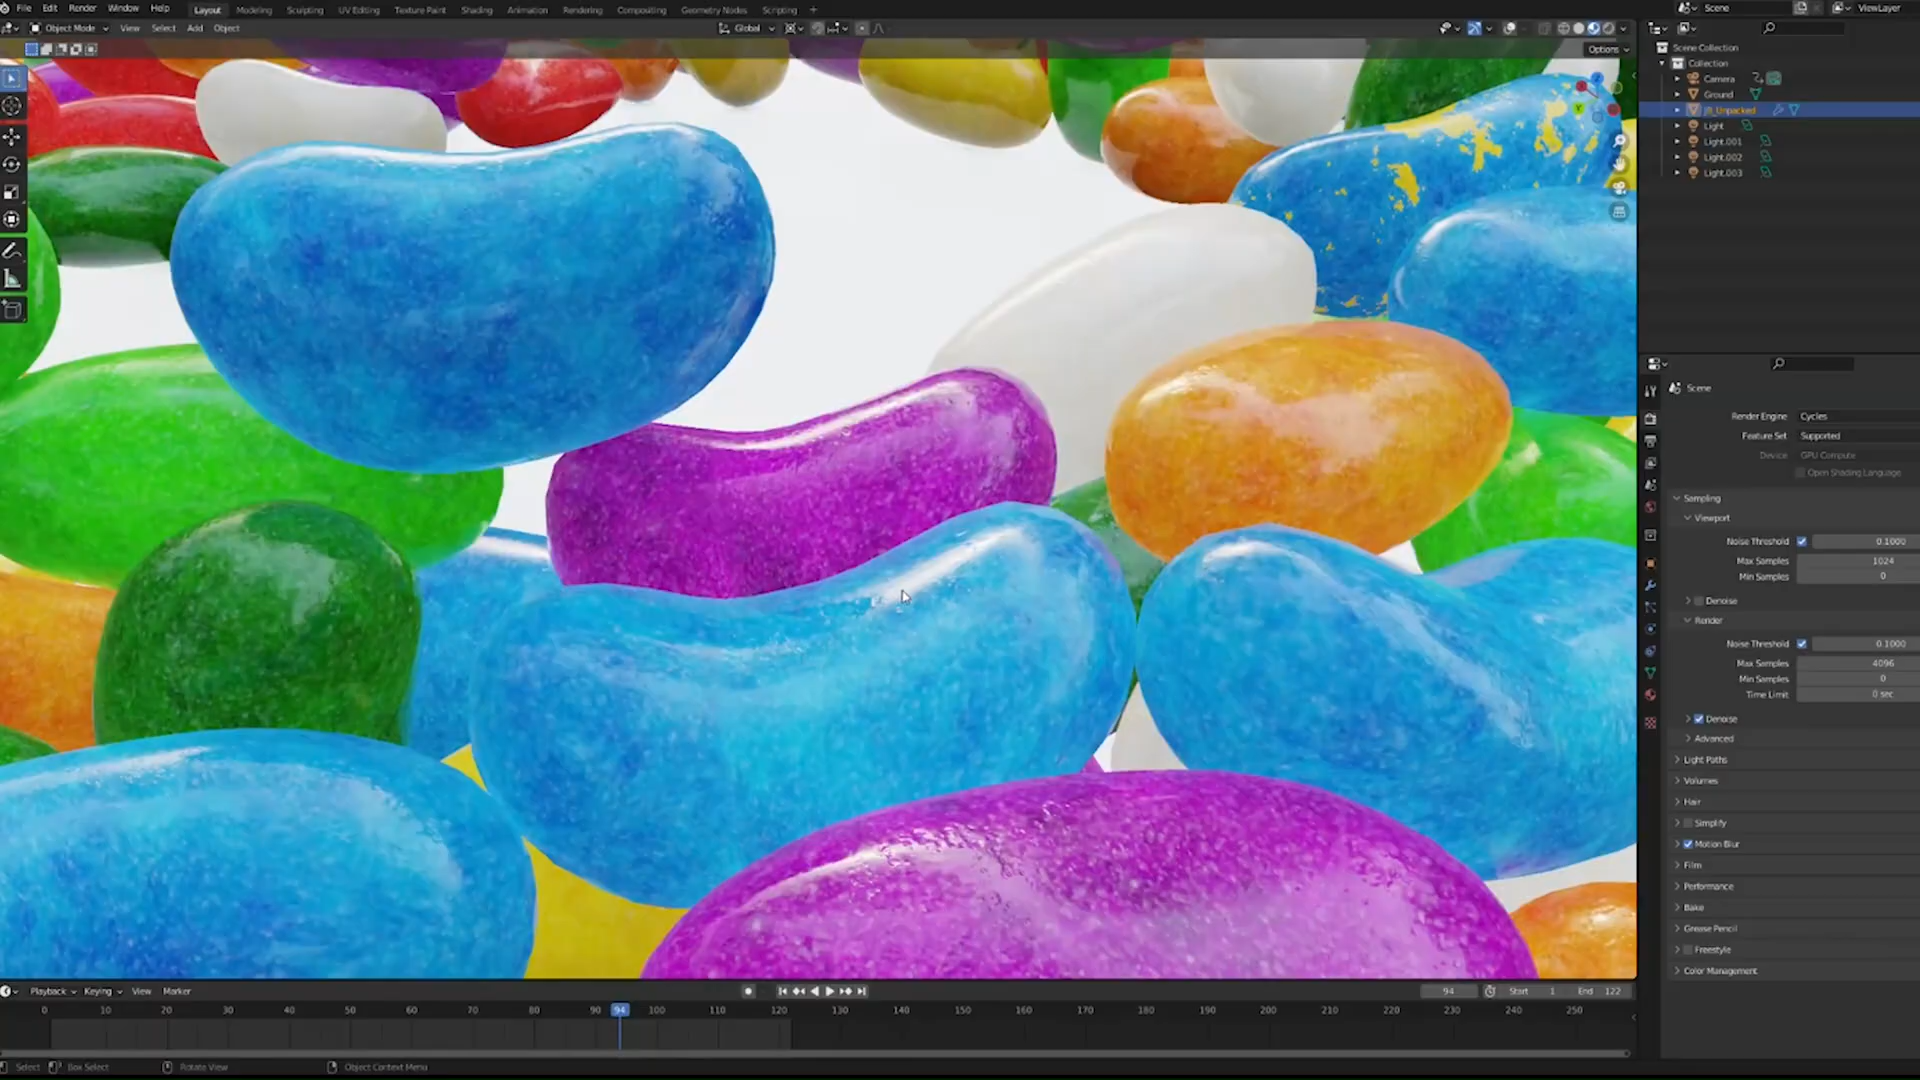 File Edit Render Window Help Layout Modeling Sculpting UV Editing Texture Paint Shading Animation Rendering Compositing Geometry Nodes Scripting + Scene ViewLayer
Object Mode View Select Add Object Global
Options
Scene Collection
Collection
Camera
Ground
JB_Unpacked
Light
Light.001
Light.002
Light.003
Scene
Render Engine Cycles
Feature Set Supported
Device GPU Compute
Open Shading Language
Sampling
Viewport
Noise Threshold 0.1000
Max Samples 1024
Min Samples 0
Denoise
Render
Noise Threshold 0.1000
Max Samples 4096
Min Samples 0
Time Limit 0 sec
Denoise
Advanced
Light Paths
Volumes
Hair
Simplify
Motion Blur
Film
Performance
Bake
Grease Pencil
Freestyle
Color Management
Playback Keying View Marker 94 Start 1 End 122
0 10 20 30 40 50 60 70 80 90 94 100 110 120 130 140 150 160 170 180 190 200 210 220 230 240 250
Select Box Select Rotate View Object Context Menu